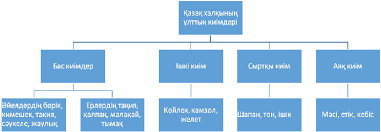 Қазақ халқының
ұлттық киімдері
Бас киімдер
Ішкі киім
Сыртқы киім
Аяқ киім
Әйелдердің бөрік,
кимешек, тақия,
сәукеле, жаулық
Ерлердің тақия,
қалпақ, малақай,
тымақ
Көйлек, камзол,
желет
Шапан, тон, ішік
Мәсі, етік, кебіс